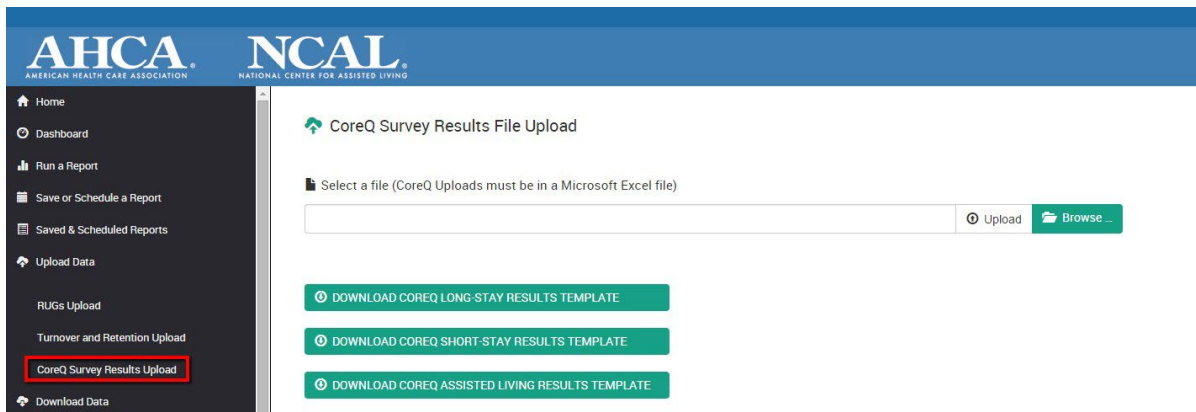 AHCA.
AMERICAN HEALTH CARE ASSOCIATION
NCAL.
NATIONAL CENTER FOR ASSISTED LIVING
Home
Dashboard
Run a Report
Save or Schedule a Report
Saved & Scheduled Reports
Upload Data
RUGs Upload
Turnover and Retention Upload
CoreQ Survey Results Upload
Download Data
CoreQ Survey Results File Upload
Select a file (CoreQ Uploads must be in a Microsoft Excel file)
Upload
Browse ...
DOWNLOAD COREQ LONG-STAY RESULTS TEMPLATE
DOWNLOAD COREQ SHORT-STAY RESULTS TEMPLATE
DOWNLOAD COREQ ASSISTED LIVING RESULTS TEMPLATE